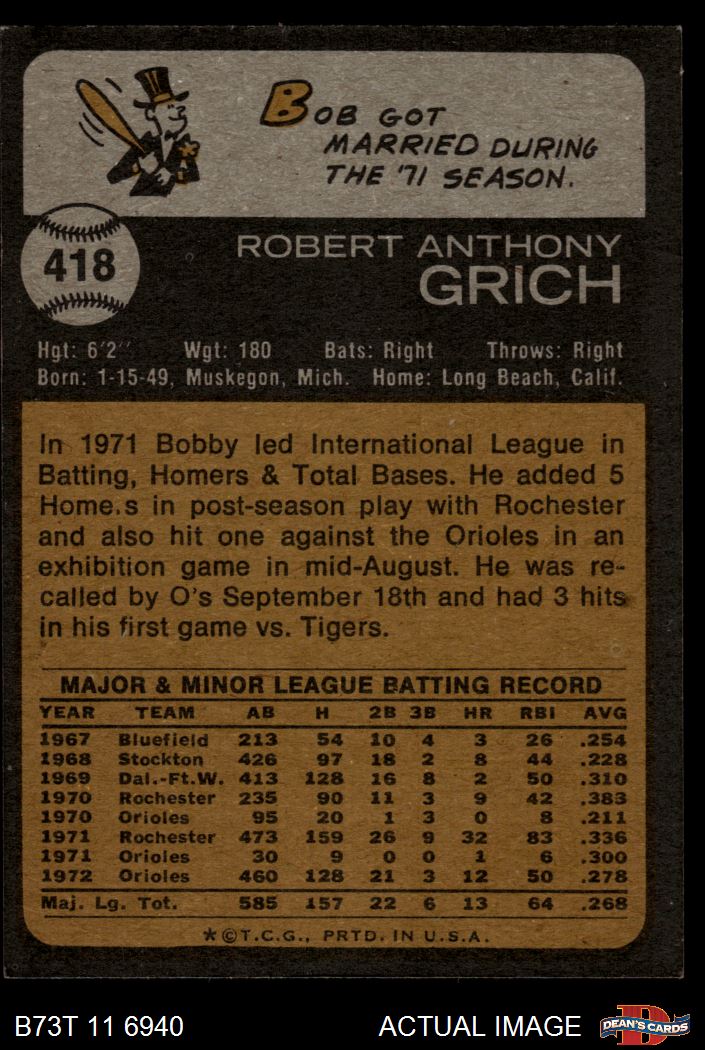 BOB GOT
MARRIED DURING
THE '71 SEASON.
418
ROBERT ANTHONY
GRICH
Hgt: 6'2" Wgt: 180 Bats: Right Throws: Right
Born: 1-15-49, Muskegon, Mich. Home: Long Beach, Calif.
In 1971 Bobby led International League in
Batting, Homers & Total Bases. He added 5
Home.s in post-season play with Rochester
and also hit one against the Orioles in an
exhibition game in mid-August. He was re-
called by O's September 18th and had 3 hits
in his first game vs. Tigers.
MAJOR & MINOR LEAGUE BATTING RECORD
YEAR TEAM AB H 2B 3B HR RBI AVG
1967 Bluefield 213 54 10 4 3 26 .254
1968 Stockton 426 97 18 2 8 44 .228
1969 Dal.-Ft.W. 413 128 16 8 2 50 .310
1970 Rochester 235 90 11 3 9 42 .383
1970 Orioles 95 20 1 3 0 8 .211
1971 Rochester 473 159 26 9 32 83 .336
1971 Orioles 30 9 0 0 1 6 .300
1972 Orioles 460 128 21 3 12 50 .278
Maj. Lg. Tot. 585 157 22 6 13 64 .268
*©T.C.G., PRTD. IN U.S.A.
B73T 11 6940 ACTUAL IMAGE D DEAN'S CARDS